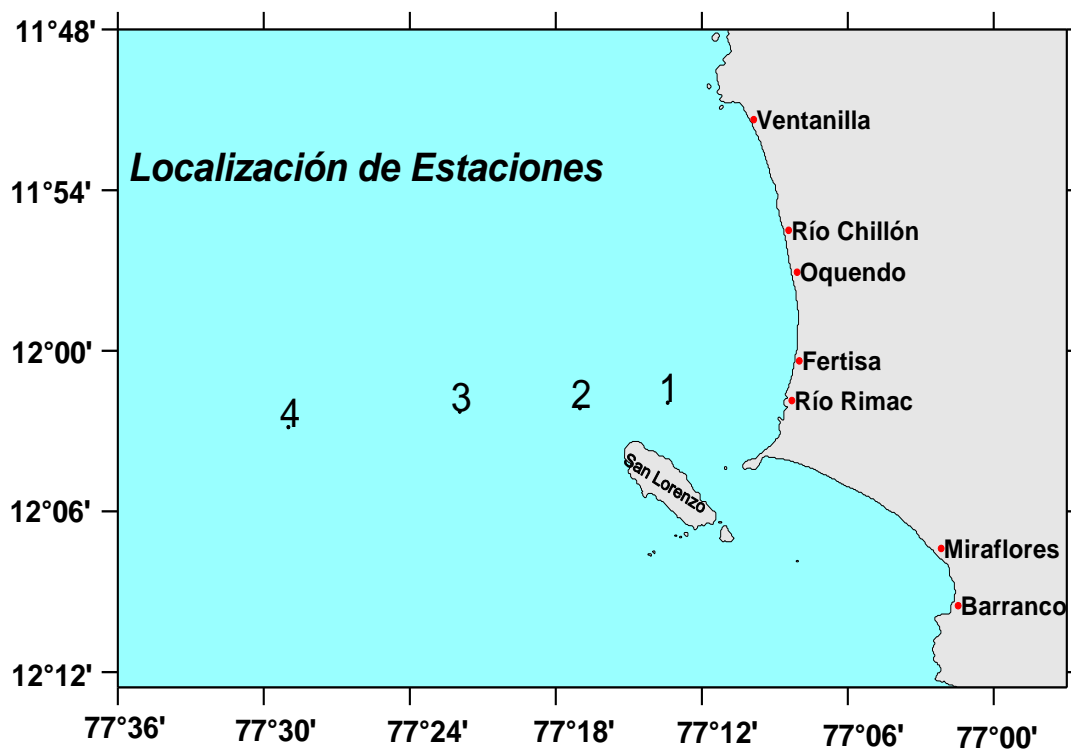 11°48'
Ventanilla
Localización de Estaciones
11°54'
Río Chillón
Oquendo
12°00'
Fertisa
1
2
3
4
Río Rimac
San Lorenzo
12°06'
Miraflores
Barranco
12°12'
77°36' 77°30' 77°24' 77°18' 77°12' 77°06' 77°00'